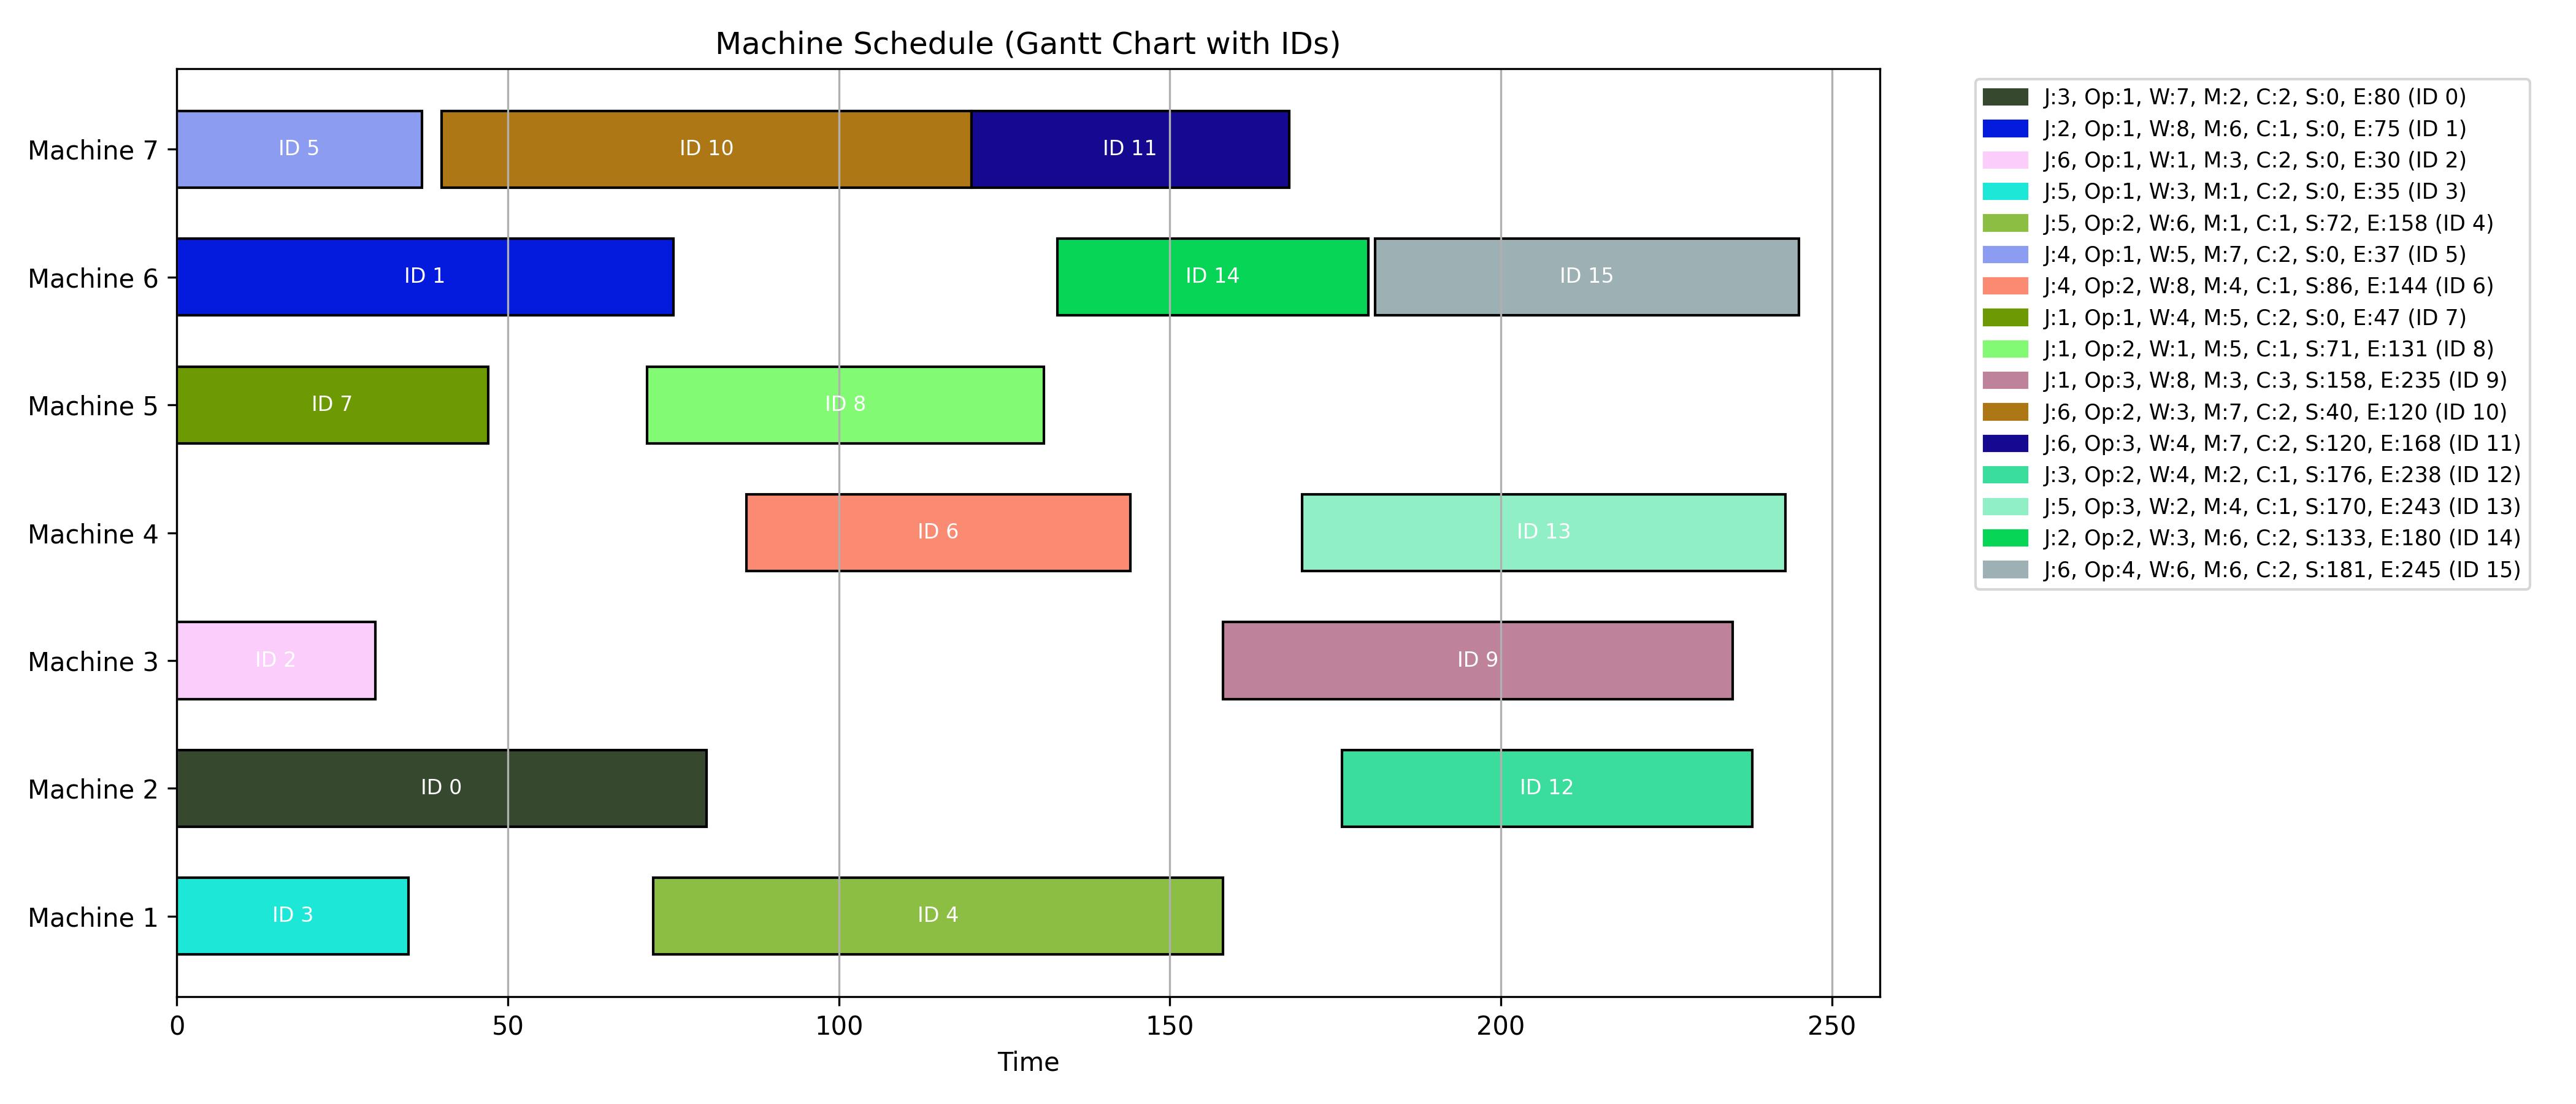 Machine Schedule (Gantt Chart with IDs)
Machine 7
ID 5
ID 10
ID 11
Machine 6
ID 1
ID 14
ID 15
Machine 5
ID 7
ID 8
Machine 4
ID 6
ID 13
Machine 3
ID 2
ID 9
Machine 2
ID 0
ID 12
Machine 1
ID 3
ID 4
0 50 100 150 200 250
Time
J:3, Op:1, W:7, M:2, C:2, S:0, E:80 (ID 0)
J:2, Op:1, W:8, M:6, C:1, S:0, E:75 (ID 1)
J:6, Op:1, W:1, M:3, C:2, S:0, E:30 (ID 2)
J:5, Op:1, W:3, M:1, C:2, S:0, E:35 (ID 3)
J:5, Op:2, W:6, M:1, C:1, S:72, E:158 (ID 4)
J:4, Op:1, W:5, M:7, C:2, S:0, E:37 (ID 5)
J:4, Op:2, W:8, M:4, C:1, S:86, E:144 (ID 6)
J:1, Op:1, W:4, M:5, C:2, S:0, E:47 (ID 7)
J:1, Op:2, W:1, M:5, C:1, S:71, E:131 (ID 8)
J:1, Op:3, W:8, M:3, C:3, S:158, E:235 (ID 9)
J:6, Op:2, W:3, M:7, C:2, S:40, E:120 (ID 10)
J:6, Op:3, W:4, M:7, C:2, S:120, E:168 (ID 11)
J:3, Op:2, W:4, M:2, C:1, S:176, E:238 (ID 12)
J:5, Op:3, W:2, M:4, C:1, S:170, E:243 (ID 13)
J:2, Op:2, W:3, M:6, C:2, S:133, E:180 (ID 14)
J:6, Op:4, W:6, M:6, C:2, S:181, E:245 (ID 15)